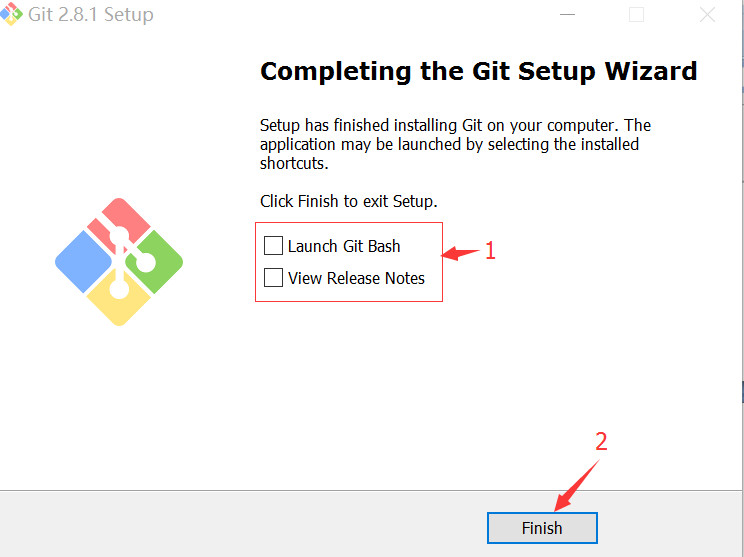 Git 2.8.1 Setup
Completing the Git Setup Wizard
Setup has finished installing Git on your computer. The
application may be launched by selecting the installed
shortcuts.
Click Finish to exit Setup.
Launch Git Bash
1
View Release Notes
2
Finish